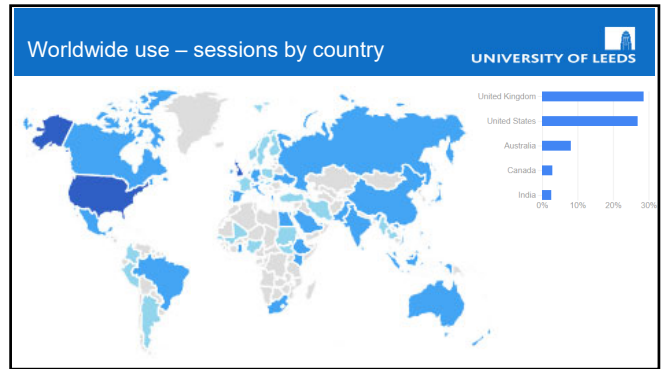 Worldwide use – sessions by country
UNIVERSITY OF LEEDS
United Kingdom
United States
Australia
Canada
India
0%
10%
20%
30%